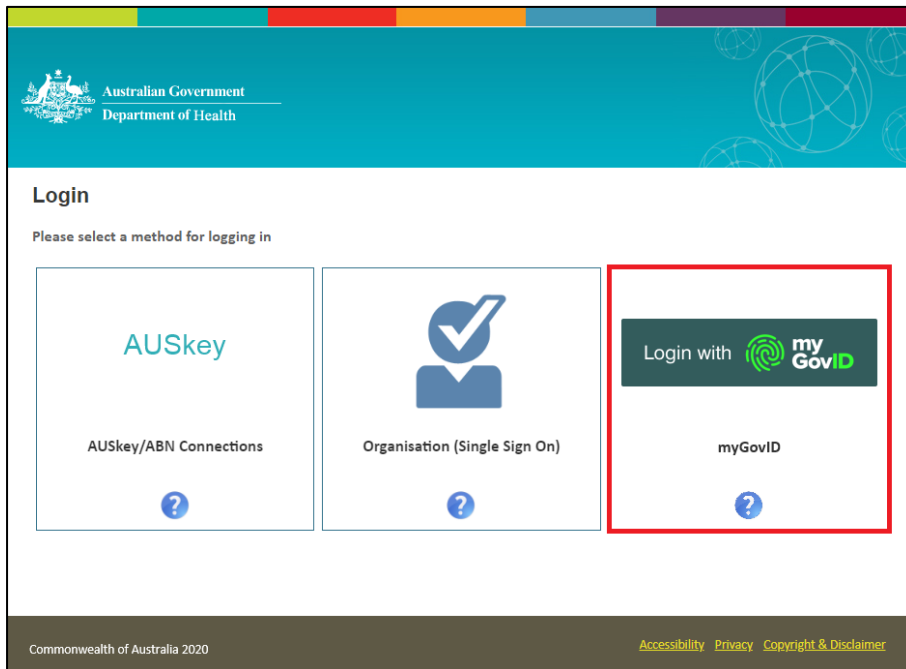 Australian Government
Department of Health
Login
Please select a method for logging in
AUSkey
Login with my GovID
AUSkey/ABN Connections
Organisation (Single Sign On)
myGovID
?
?
?
Commonwealth of Australia 2020
Accessibility Privacy Copyright & Disclaimer